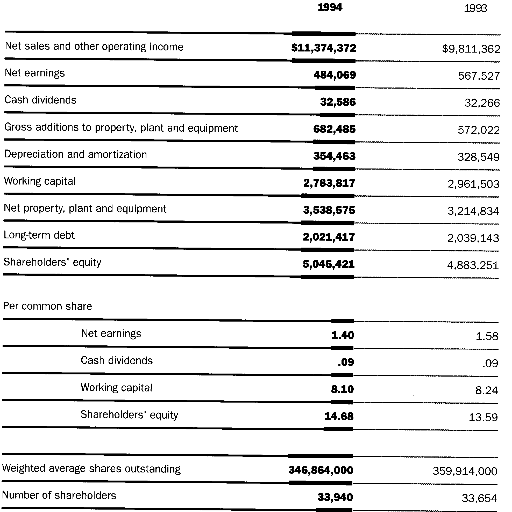 1994 1993
Net sales and other operating Income $11,374,372 $9,811,362
Net earnings 484,069 567,527
Cash dividends 32,586 32,266
Gross additions to property, plant and equipment 682,485 572,022
Depreciation and amortization 354,463 328,549
Working capital 2,783,817 2,961,503
Net property, plant and equipment 3,538,575 3,214,834
Long-term debt 2,021,417 2,039,143
Shareholders' equity 5,045,421 4,883,251
Per common share
Net earnings 1.40 1.58
Cash dividends .09 .09
Working capital 8.10 8.24
Shareholders' equity 14.68 13.59
Weighted average shares outstanding 346,864,000 359,914,000
Number of shareholders 33,940 33,654